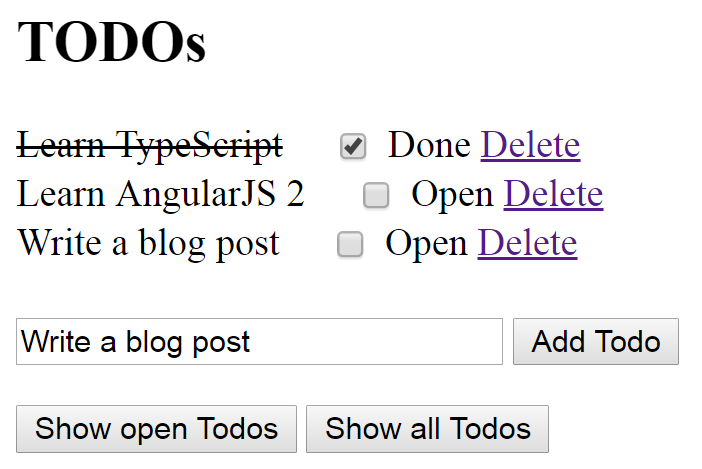 TODOs
Learn TypeScript Done Delete
Learn AngularJS 2 Open Delete
Write a blog post Open Delete
Write a blog post Add Todo
Show open Todos Show all Todos